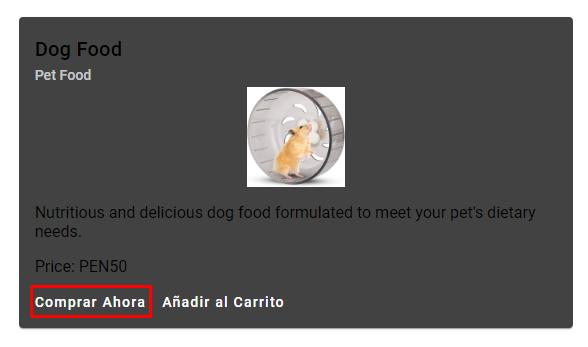 Dog Food
Pet Food
Nutritious and delicious dog food formulated to meet your pet's dietary
needs.
Price: PEN50
Comprar Ahora Añadir al Carrito